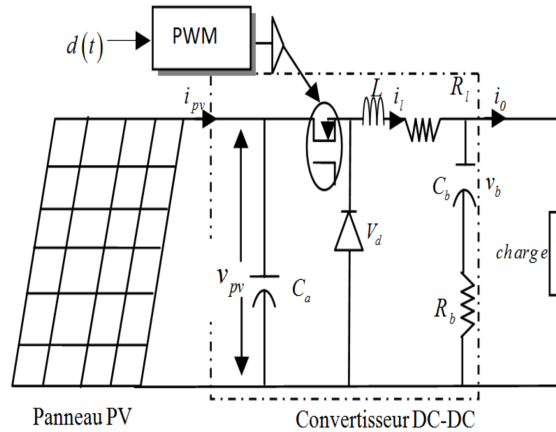 PWM
d(t)
i_pv
L
i_l
R_l
i_0
v_pv
C_a
V_d
C_b
v_b
R_b
charge
Panneau PV
Convertisseur DC-DC